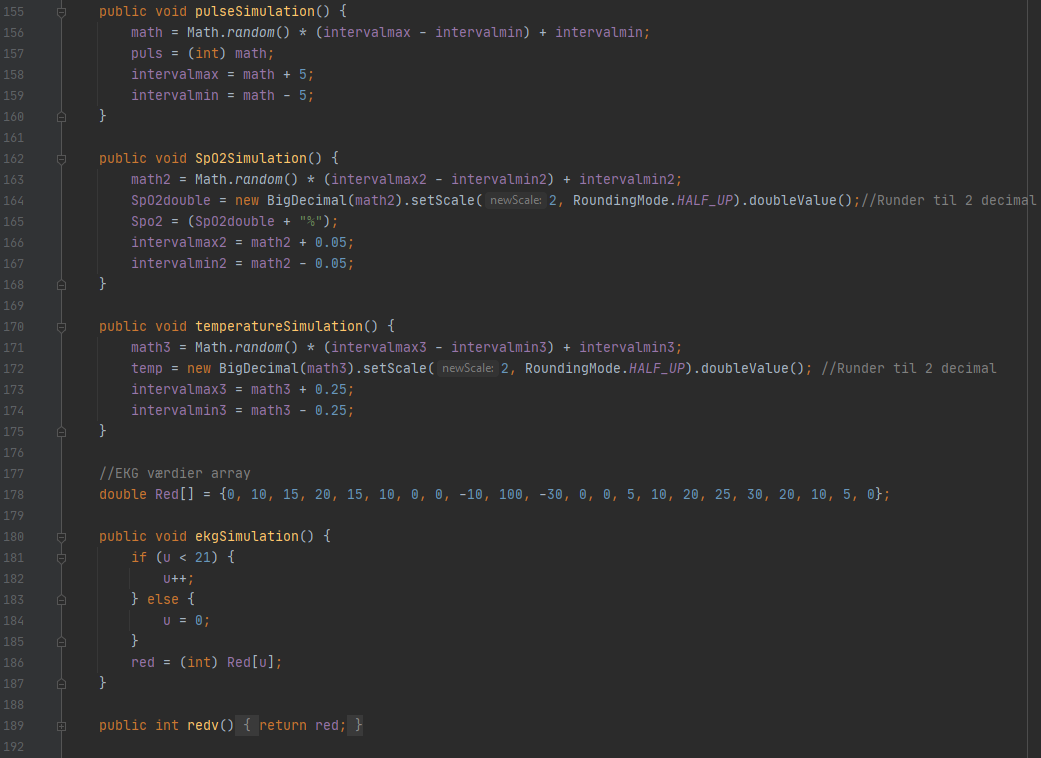 155 public void pulseSimulation() {
156 math = Math.random() * (intervalmax - intervalmin) + intervalmin;
157 puls = (int) math;
158 intervalmax = math + 5;
159 intervalmin = math - 5;
160 }
161
162 public void SpO2Simulation() {
163 math2 = Math.random() * (intervalmax2 - intervalmin2) + intervalmin2;
164 SpO2double = new BigDecimal(math2).setScale( newScale: 2, RoundingMode.HALF_UP).doubleValue();//Runder til 2 decimal
165 Spo2 = (SpO2double + "%");
166 intervalmax2 = math2 + 0.05;
167 intervalmin2 = math2 - 0.05;
168 }
169
170 public void temperatureSimulation() {
171 math3 = Math.random() * (intervalmax3 - intervalmin3) + intervalmin3;
172 temp = new BigDecimal(math3).setScale( newScale: 2, RoundingMode.HALF_UP).doubleValue(); //Runder til 2 decimal
173 intervalmax3 = math3 + 0.25;
174 intervalmin3 = math3 - 0.25;
175 }
176
177 //EKG værdier array
178 double Red[] = {0, 10, 15, 20, 15, 10, 0, 0, -10, 100, -30, 0, 0, 5, 10, 20, 25, 30, 20, 10, 5, 0};
179
180 public void ekgSimulation() {
181 if (u < 21) {
182 u++;
183 } else {
184 u = 0;
185 }
186 red = (int) Red[u];
187 }
188
189 public int redv() { return red; }
192